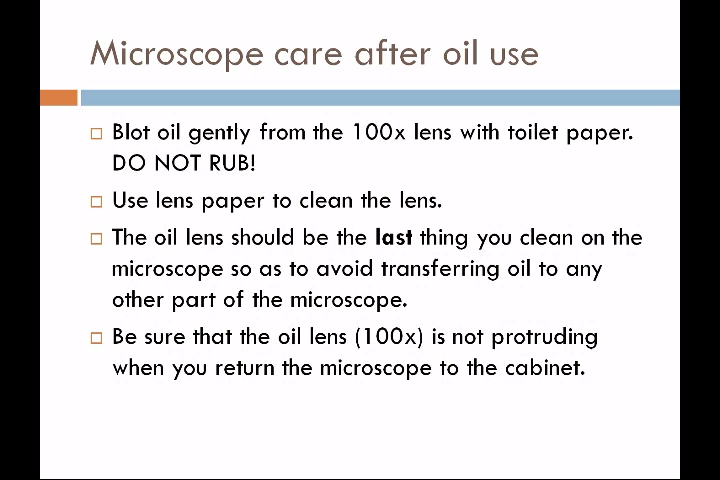 Microscope care after oil use
Blot oil gently from the 100x lens with toilet paper.
DO NOT RUB!
Use lens paper to clean the lens.
The oil lens should be the last thing you clean on the
microscope so as to avoid transferring oil to any
other part of the microscope.
Be sure that the oil lens (100x) is not protruding
when you return the microscope to the cabinet.